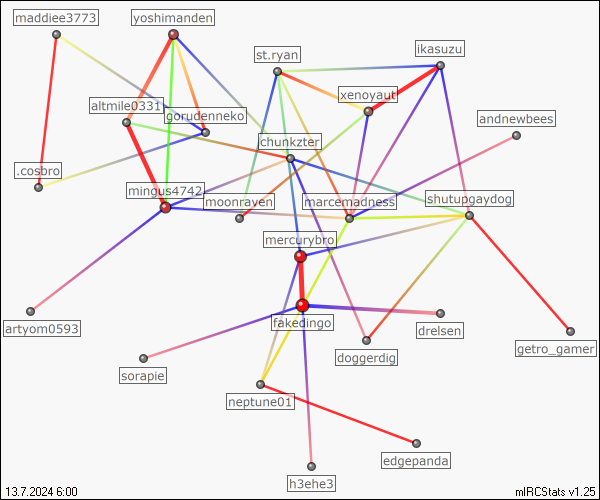 maddiee3773
yoshimanden
ikasuzu
st.ryan
xenoyaut
altmile0331
gorudenneko
andnewbees
chunkzter
.cosbro
mingus4742
moonraven
marcemadness
shutupgaydog
mercurybro
artyom0593
fakedingo
drelsen
doggerdig
getro_gamer
sorapie
neptune01
edgepanda
h3ehe3
13.7.2024 6:00
mIRCStats v1.25